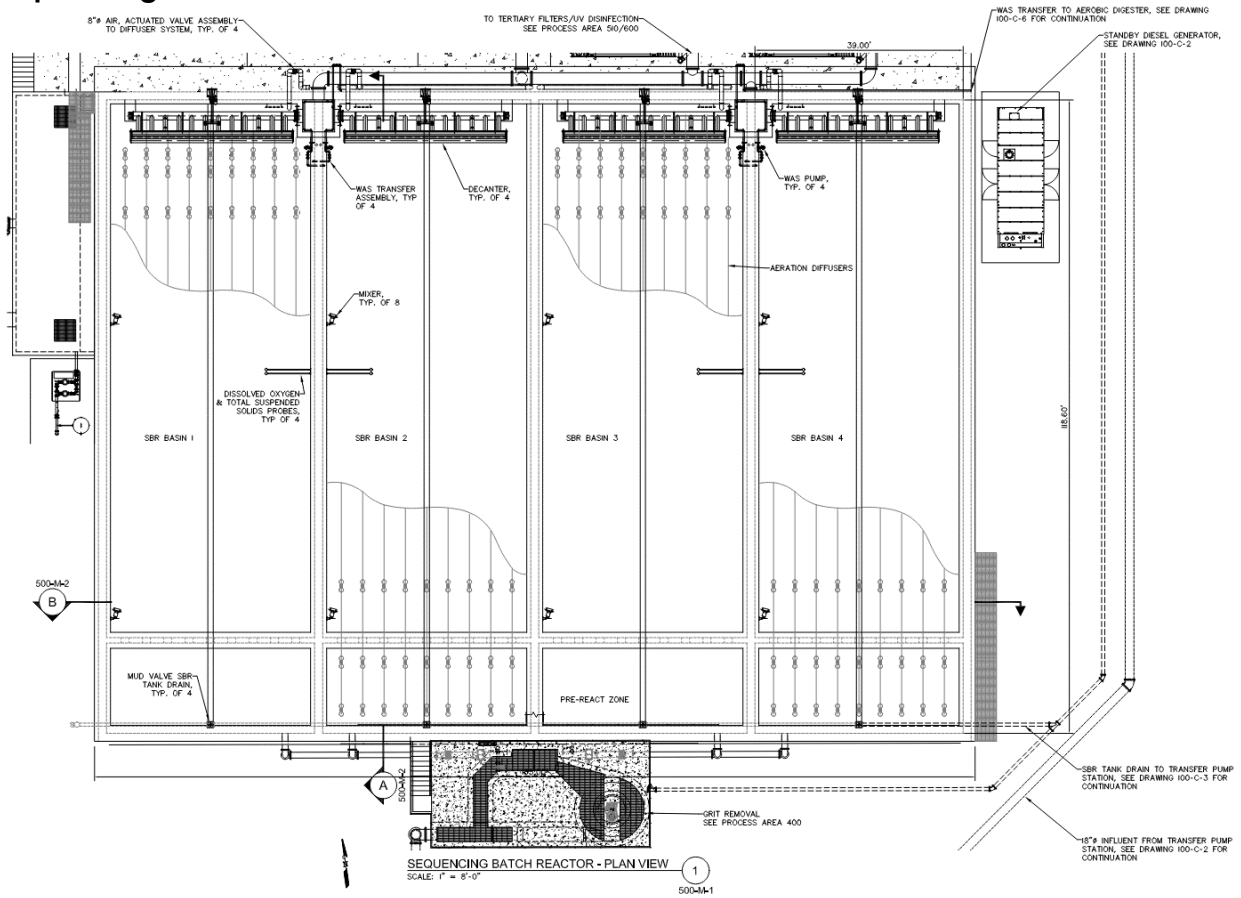 8"ø AIR, ACTUATED VALVE ASSEMBLY
TO DIFFUSER SYSTEM, TYP. OF 4
TO TERTIARY FILTERS/UV DISINFECTION
SEE PROCESS AREA 510/600
WAS TRANSFER TO AEROBIC DIGESTER, SEE DRAWING
100-C-6 FOR CONTINUATION
STANDBY DIESEL GENERATOR,
SEE DRAWING 100-C-2
39.00'
WAS TRANSFER
ASSEMBLY, TYP
OF 4
DECANTER,
TYP. OF 4
WAS PUMP,
TYP. OF 4
AERATION DIFFUSERS
MIXER,
TYP. OF 8
DISSOLVED OXYGEN
& TOTAL SUSPENDED
SOLIDS PROBES,
TYP OF 4
118.60'
SBR BASIN 1
SBR BASIN 2
SBR BASIN 3
SBR BASIN 4
500-M-2
B
MUD VALVE SBR
TANK DRAIN,
TYP. OF 4
PRE-REACT ZONE
A
500-M-2
SBR TANK DRAIN TO TRANSFER PUMP
STATION, SEE DRAWING 100-C-3 FOR
CONTINUATION
GRIT REMOVAL
SEE PROCESS AREA 400
18"ø INFLUENT FROM TRANSFER PUMP
STATION, SEE DRAWING 100-C-2 FOR
CONTINUATION
SEQUENCING BATCH REACTOR - PLAN VIEW
SCALE: 1" = 8'-0"
1
500-M-1